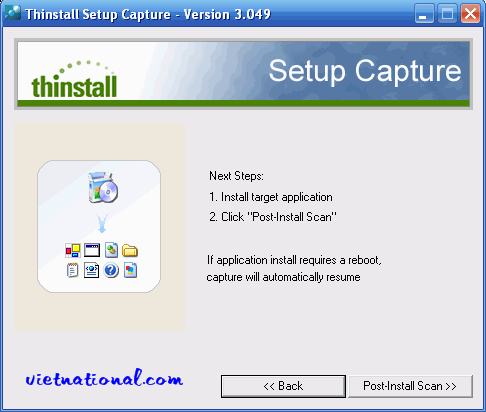 Thinstall Setup Capture - Version 3.049
thinstall
Setup Capture
Next Steps:
1. Install target application
2. Click "Post-Install Scan"
If application install requires a reboot,
capture will automatically resume
vietnational.com
<< Back
Post-Install Scan >>